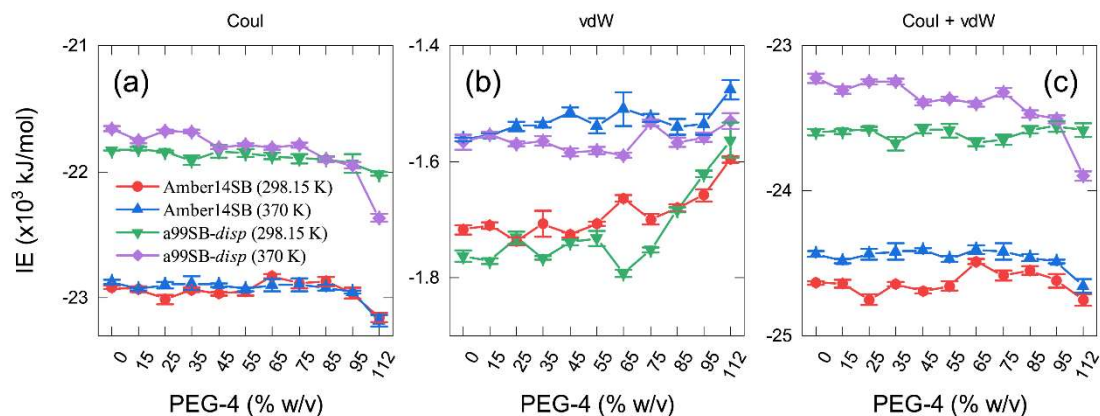 Coul
vdW
Coul + vdW
IE (x10³ kJ/mol)
-21
-22
-23
(a)
Amber14SB (298.15 K)
Amber14SB (370 K)
a99SB-disp (298.15 K)
a99SB-disp (370 K)
0 15 25 35 45 55 65 75 85 95 112
PEG-4 (% w/v)
-1.4
-1.6
-1.8
(b)
0 15 25 35 45 55 65 75 85 95 112
PEG-4 (% w/v)
-23
-24
-25
(c)
0 15 25 35 45 55 65 75 85 95 112
PEG-4 (% w/v)